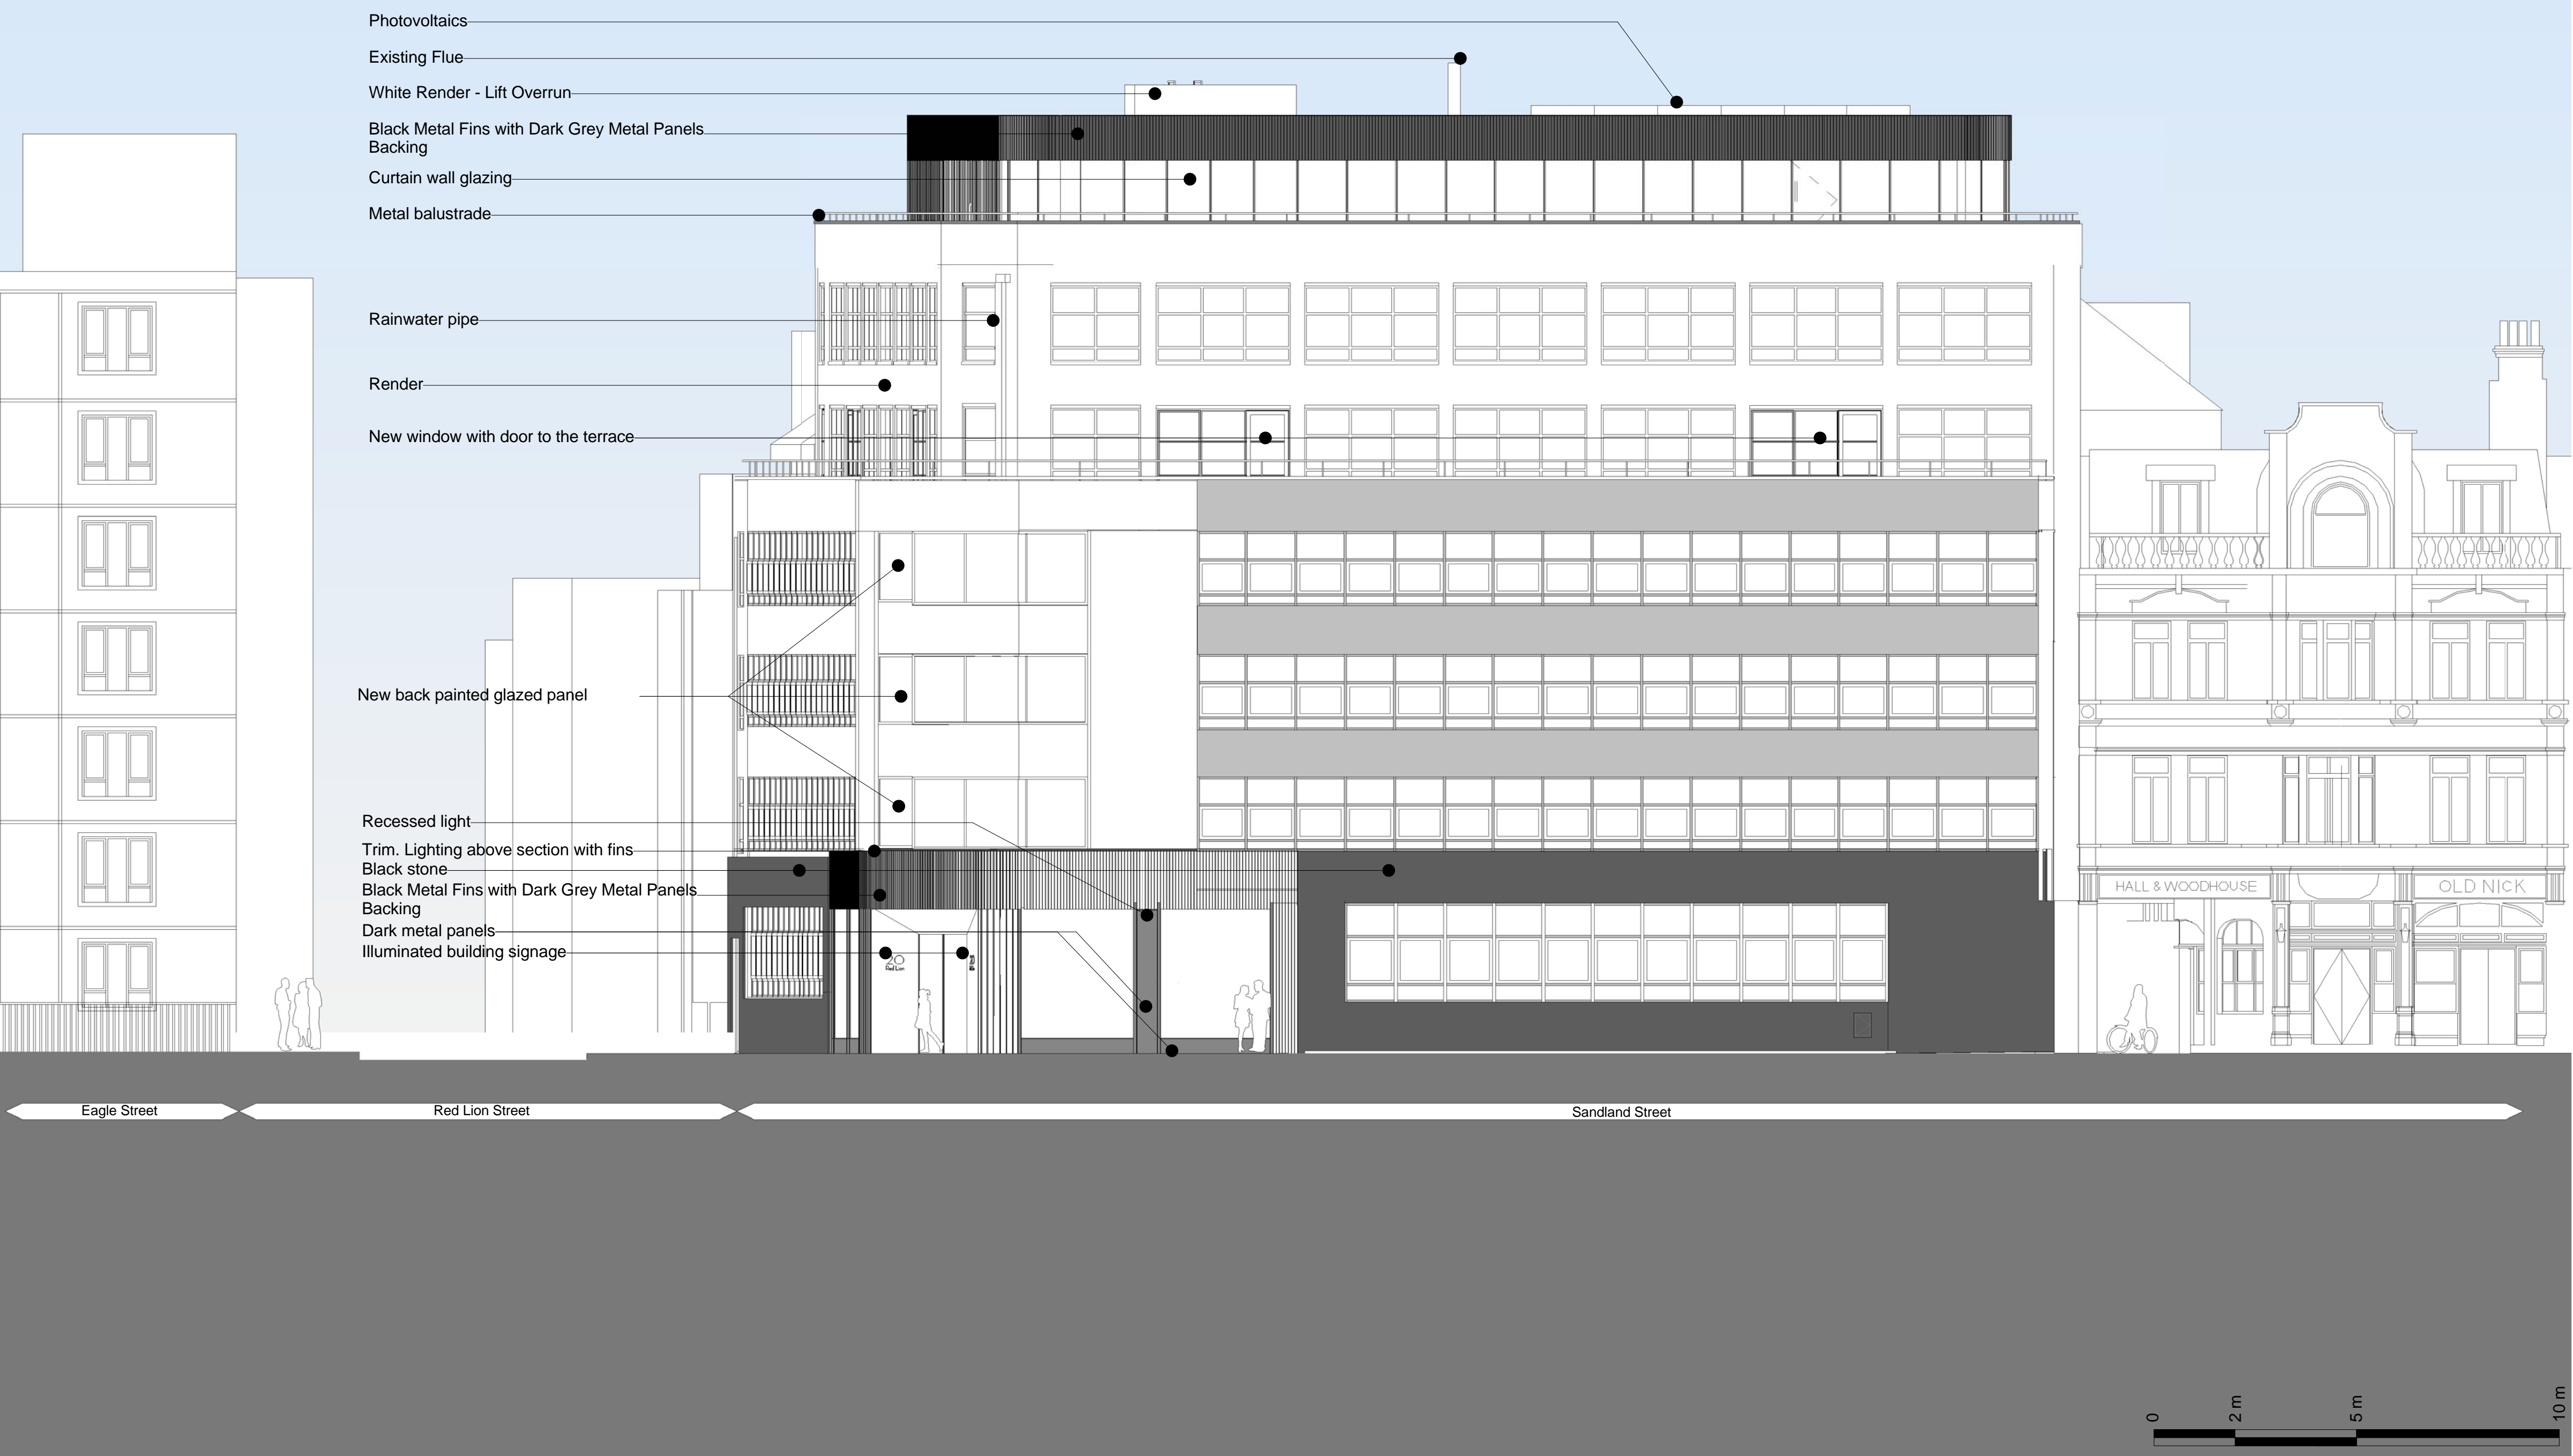 Photovoltaics
Existing Flue
White Render - Lift Overrun
Black Metal Fins with Dark Grey Metal Panels
Backing
Curtain wall glazing
Metal balustrade
Rainwater pipe
Render
New window with door to the terrace
New back painted glazed panel
Recessed light
Trim. Lighting above section with fins
Black stone
Black Metal Fins with Dark Grey Metal Panels
Backing
Dark metal panels
Illuminated building signage
20
Red Lion
HALL & WOODHOUSE
OLD NICK
Eagle Street
Red Lion Street
Sandland Street
0
2 m
5 m
10 m